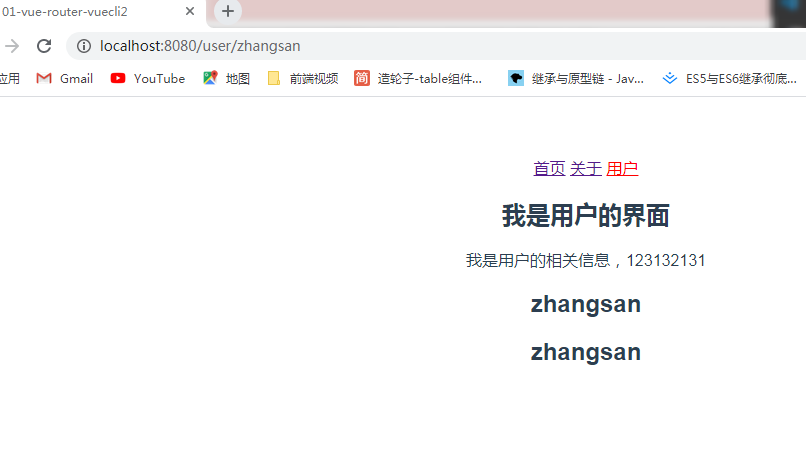 01-vue-router-vuecli2
localhost:8080/user/zhangsan
应用 Gmail YouTube 地图 前端视频 简 造轮子-table组件... 继承与原型链 - Jav... ES5与ES6继承彻底...
首页 关于 用户
我是用户的界面
我是用户的相关信息，123132131
zhangsan
zhangsan